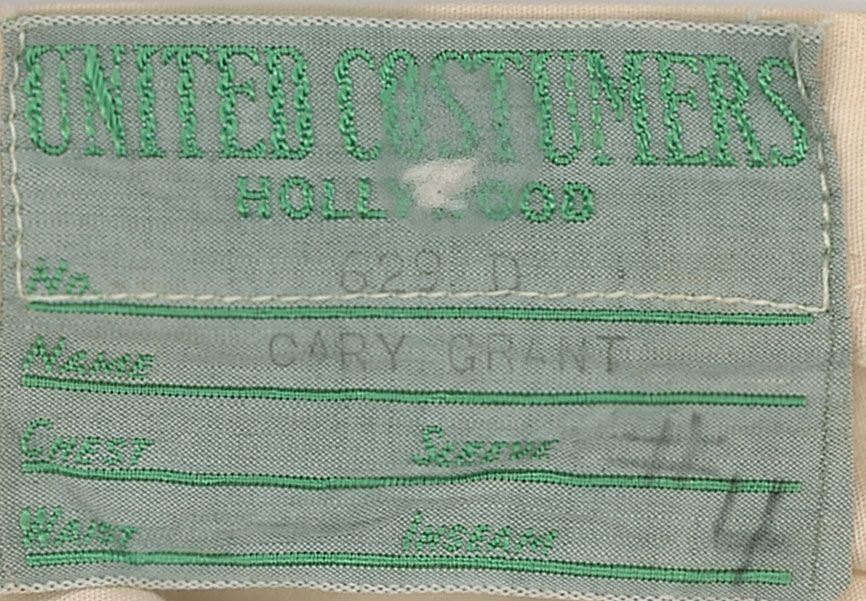 UNITED COSTUMERS
HOLLYWOOD
No. 629 D
NAME CARY GRANT
CHEST SLEEVE #4
WAIST INSEAM